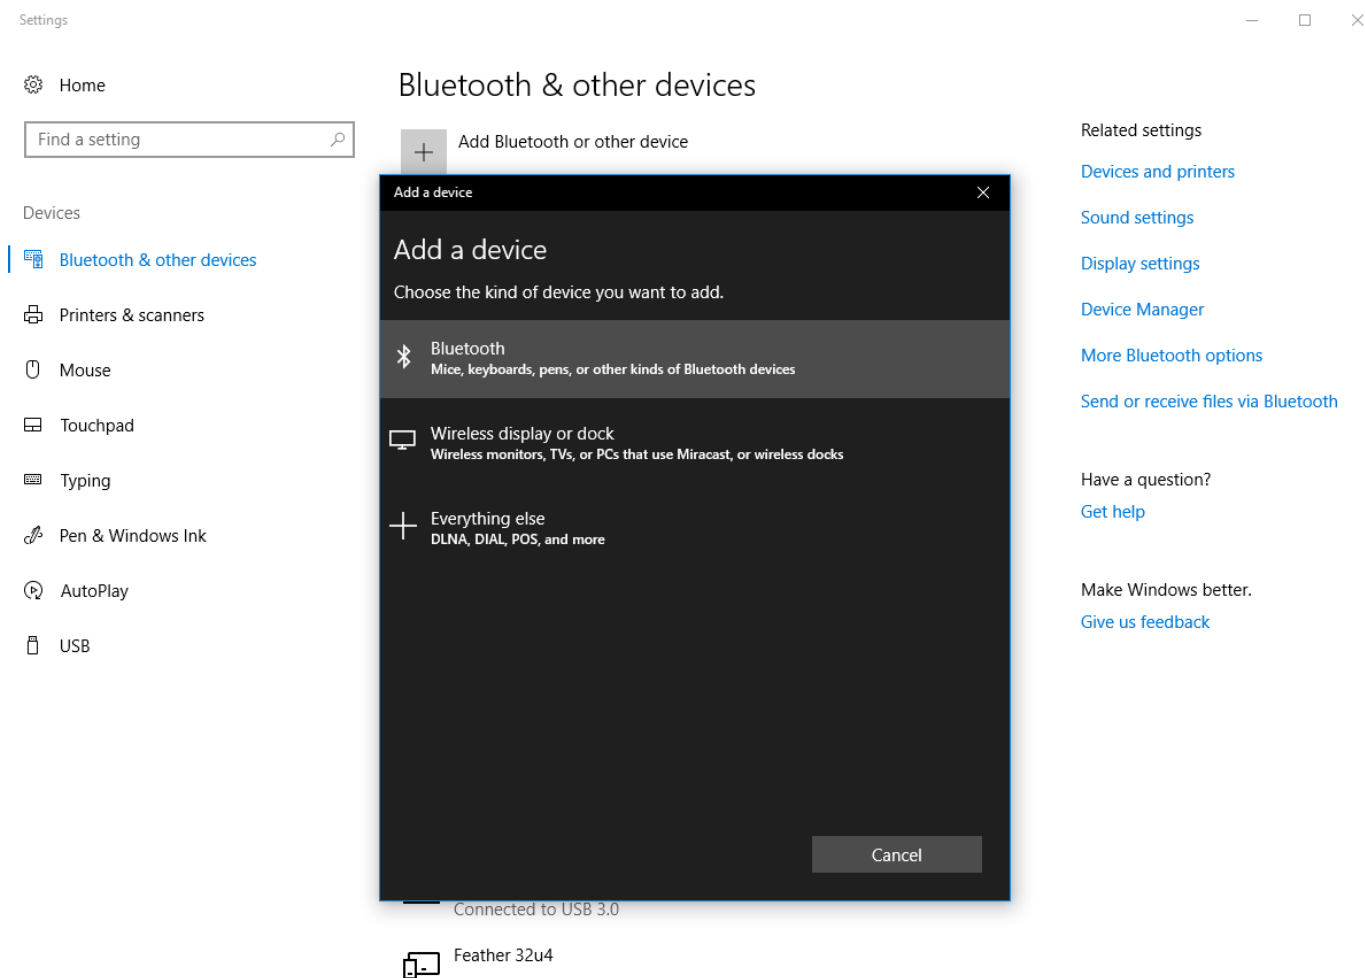 Settings
Home
Find a setting
Devices
Bluetooth & other devices
Printers & scanners
Mouse
Touchpad
Typing
Pen & Windows Ink
AutoPlay
USB
Bluetooth & other devices
Add Bluetooth or other device
Add a device
Add a device
Choose the kind of device you want to add.
Bluetooth
Mice, keyboards, pens, or other kinds of Bluetooth devices
Wireless display or dock
Wireless monitors, TVs, or PCs that use Miracast, or wireless docks
Everything else
DLNA, DIAL, POS, and more
Cancel
Connected to USB 3.0
Feather 32u4
Related settings
Devices and printers
Sound settings
Display settings
Device Manager
More Bluetooth options
Send or receive files via Bluetooth
Have a question?
Get help
Make Windows better.
Give us feedback